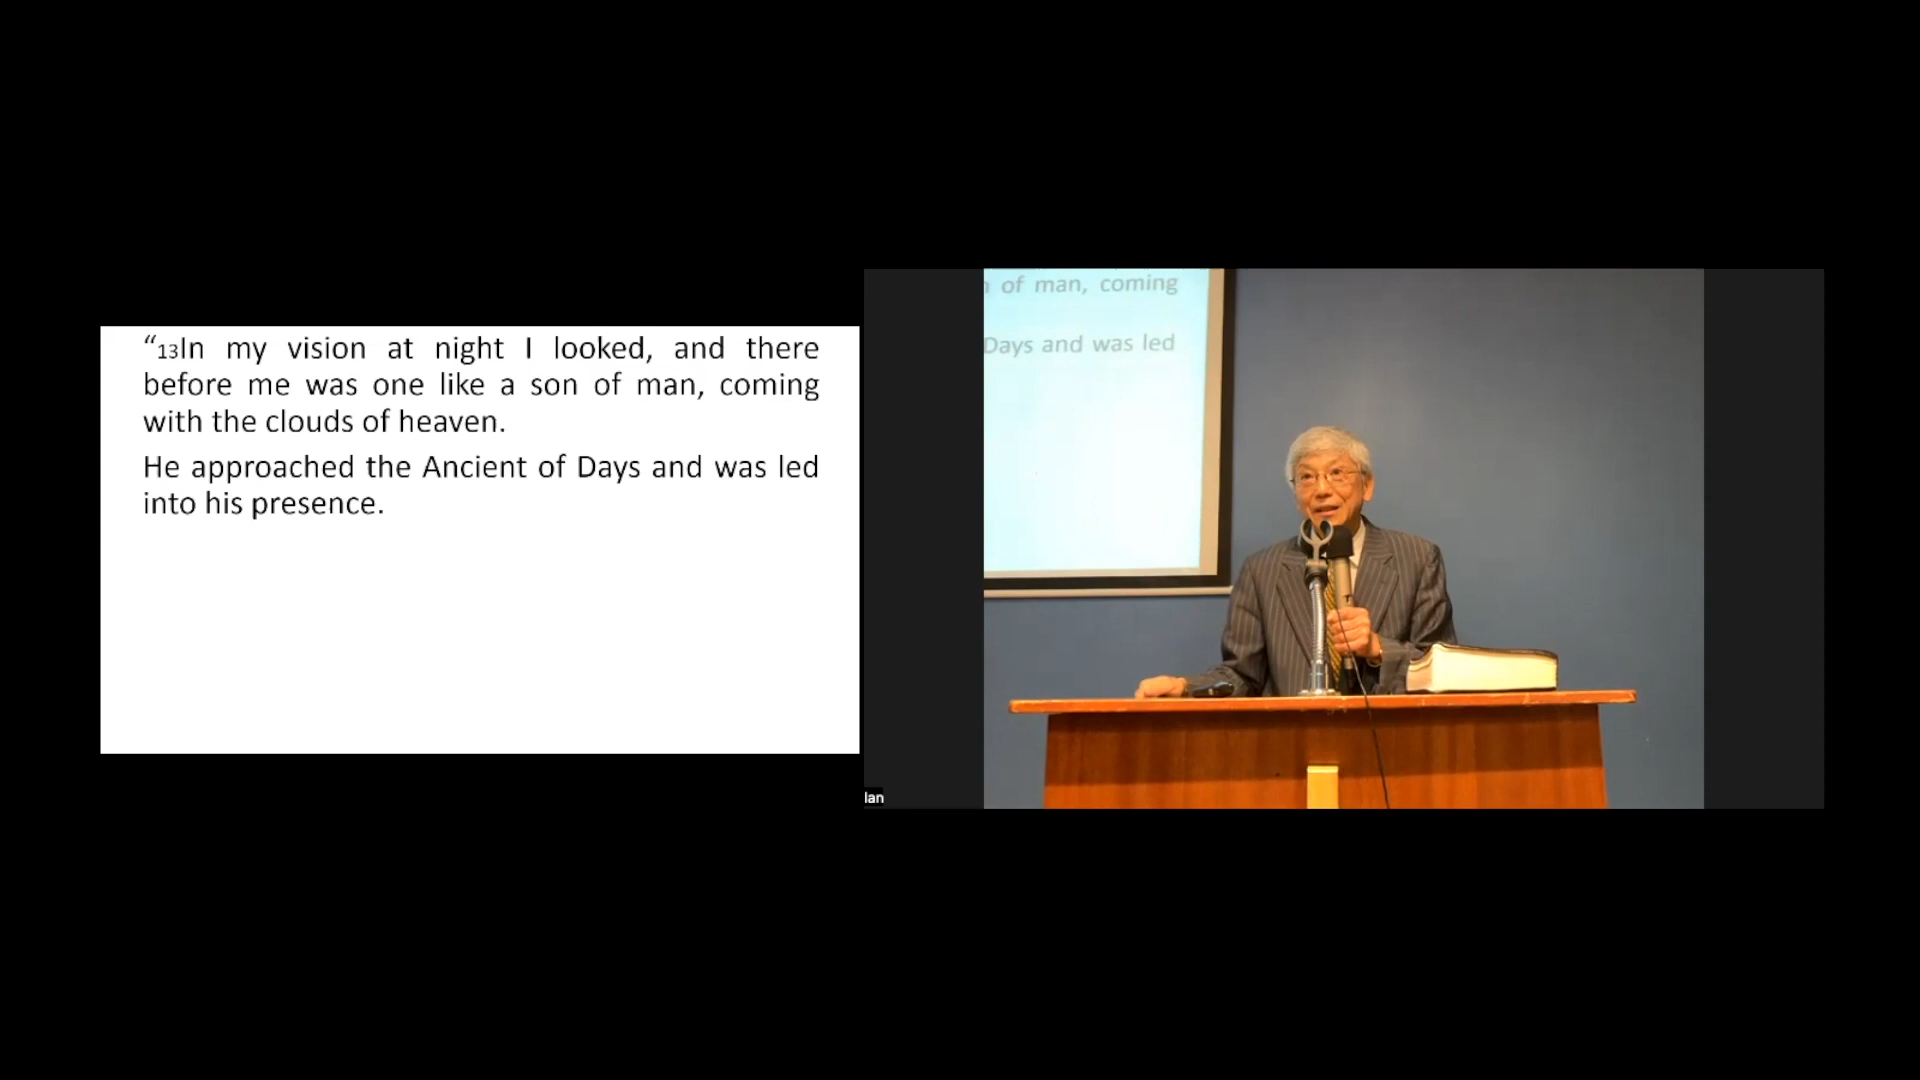 “13In my vision at night I looked, and there
before me was one like a son of man, coming
with the clouds of heaven.
He approached the Ancient of Days and was led
into his presence.
of man, coming
Days and was led
lan